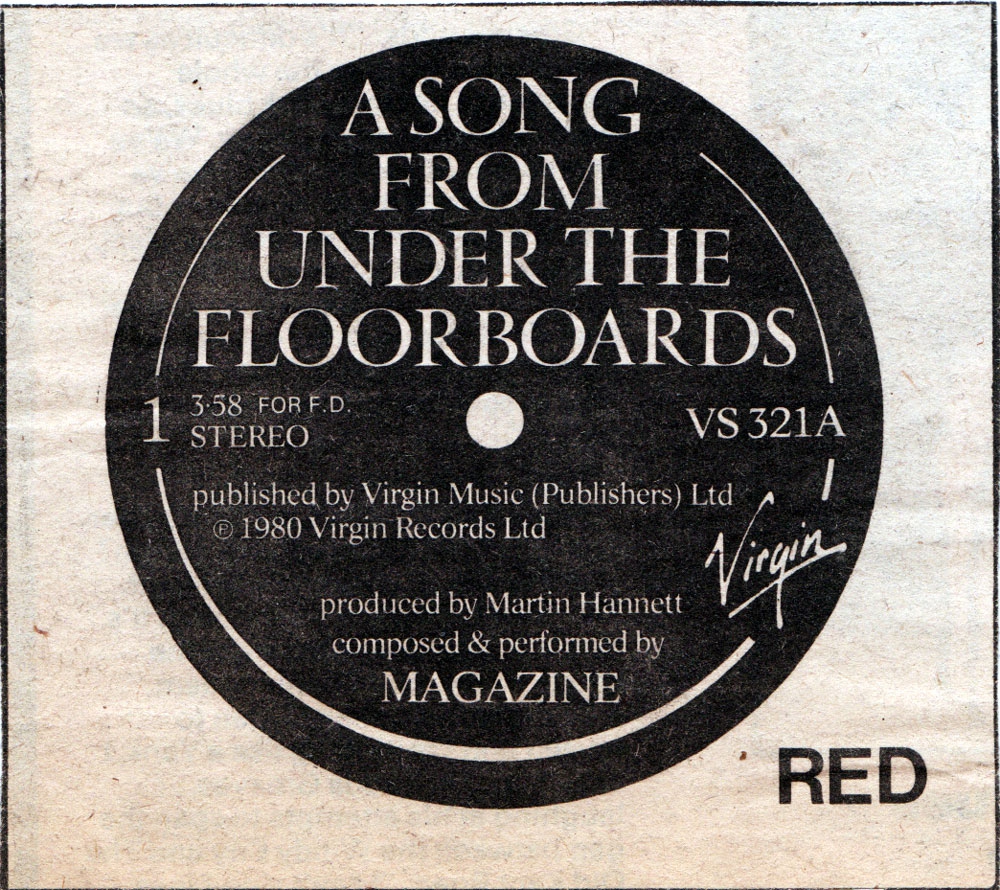 A SONG
FROM
UNDER THE
FLOORBOARDS
1
3·58 FOR F.D.
STEREO
VS 321A
published by Virgin Music (Publishers) Ltd
℗ 1980 Virgin Records Ltd
Virgin
produced by Martin Hannett
composed & performed by
MAGAZINE
RED